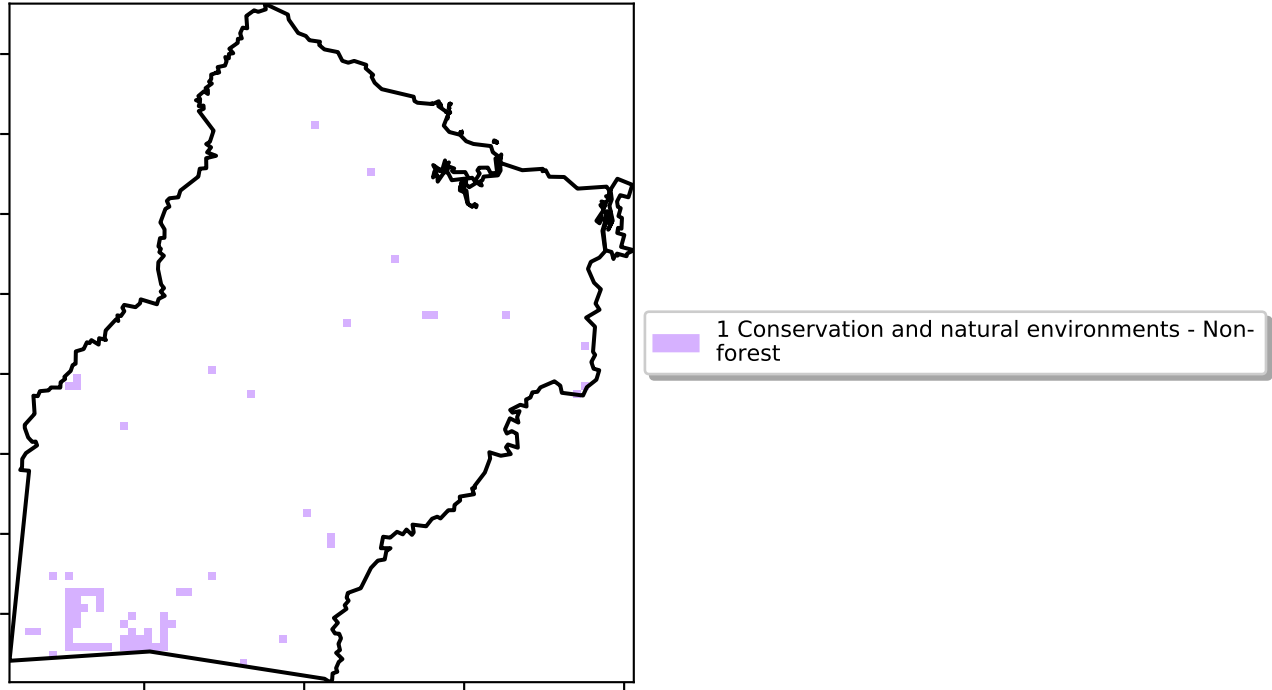 1 Conservation and natural environments - Non-
forest